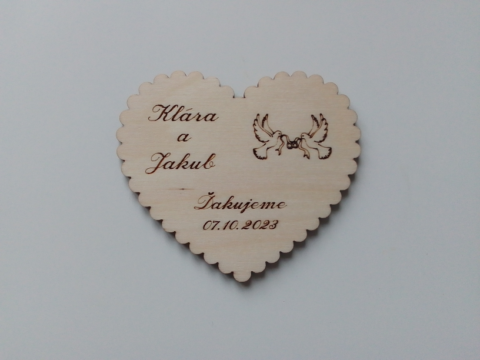 Klára
a
Jakub
Ďakujeme
07.10.2023